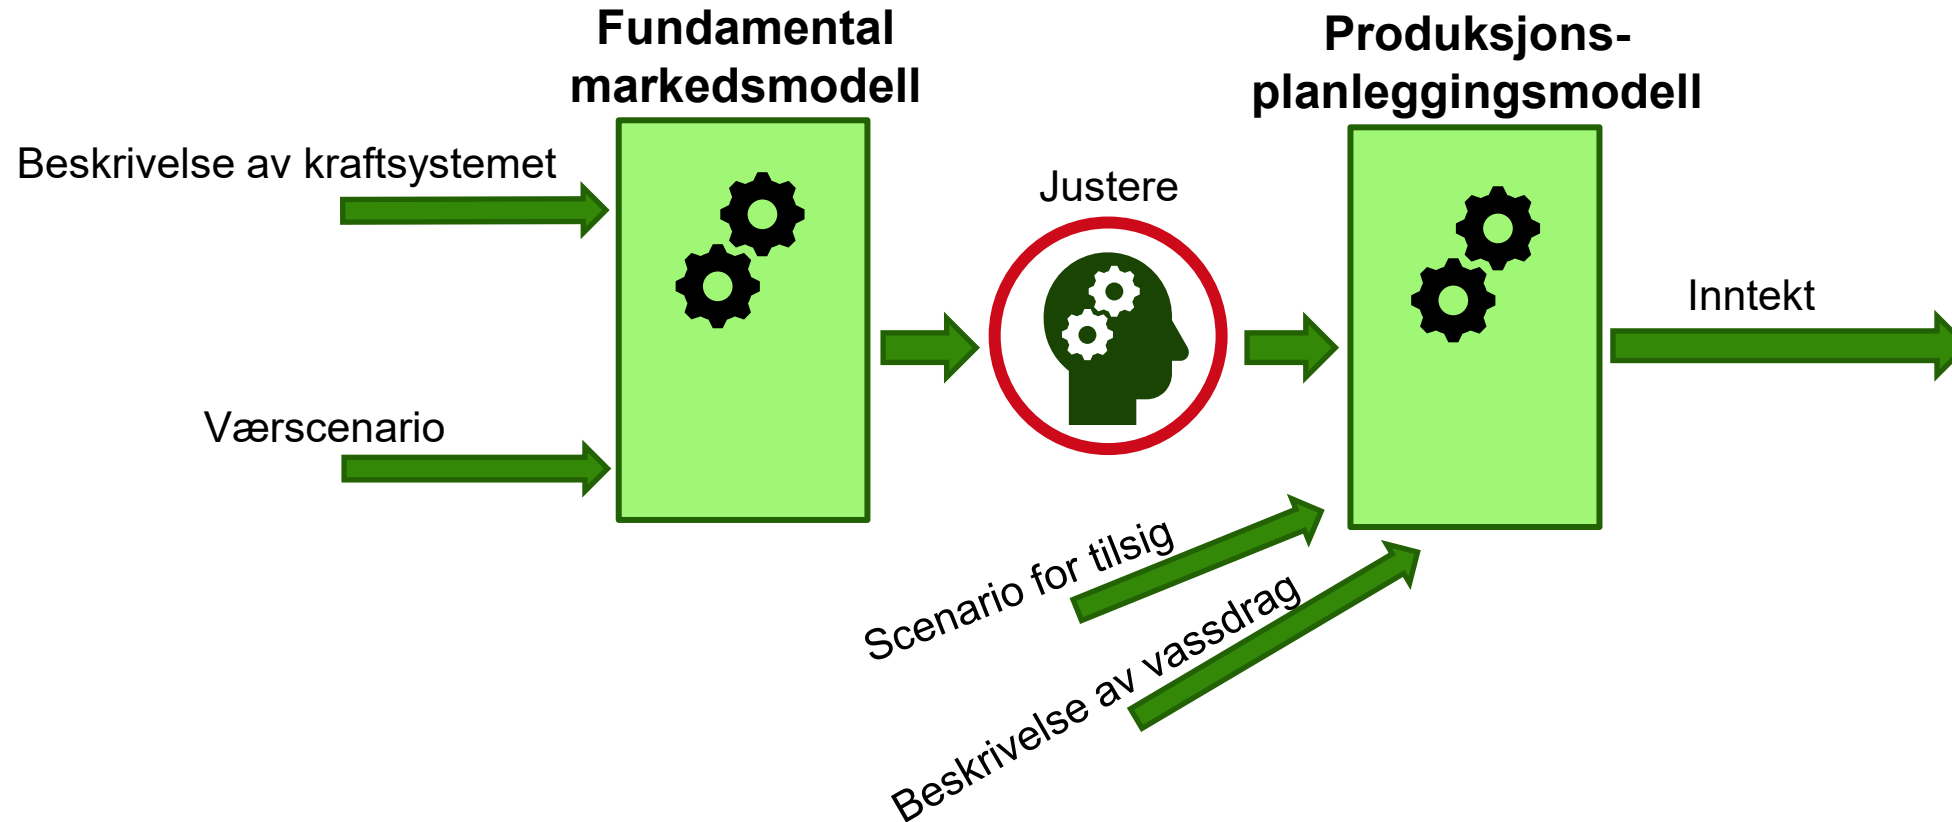 Fundamental
markedsmodell
Produksjons-
planleggingsmodell
Beskrivelse av kraftsystemet
Justere
Inntekt
Værscenario
Scenario for tilsig
Beskrivelse av vassdrag